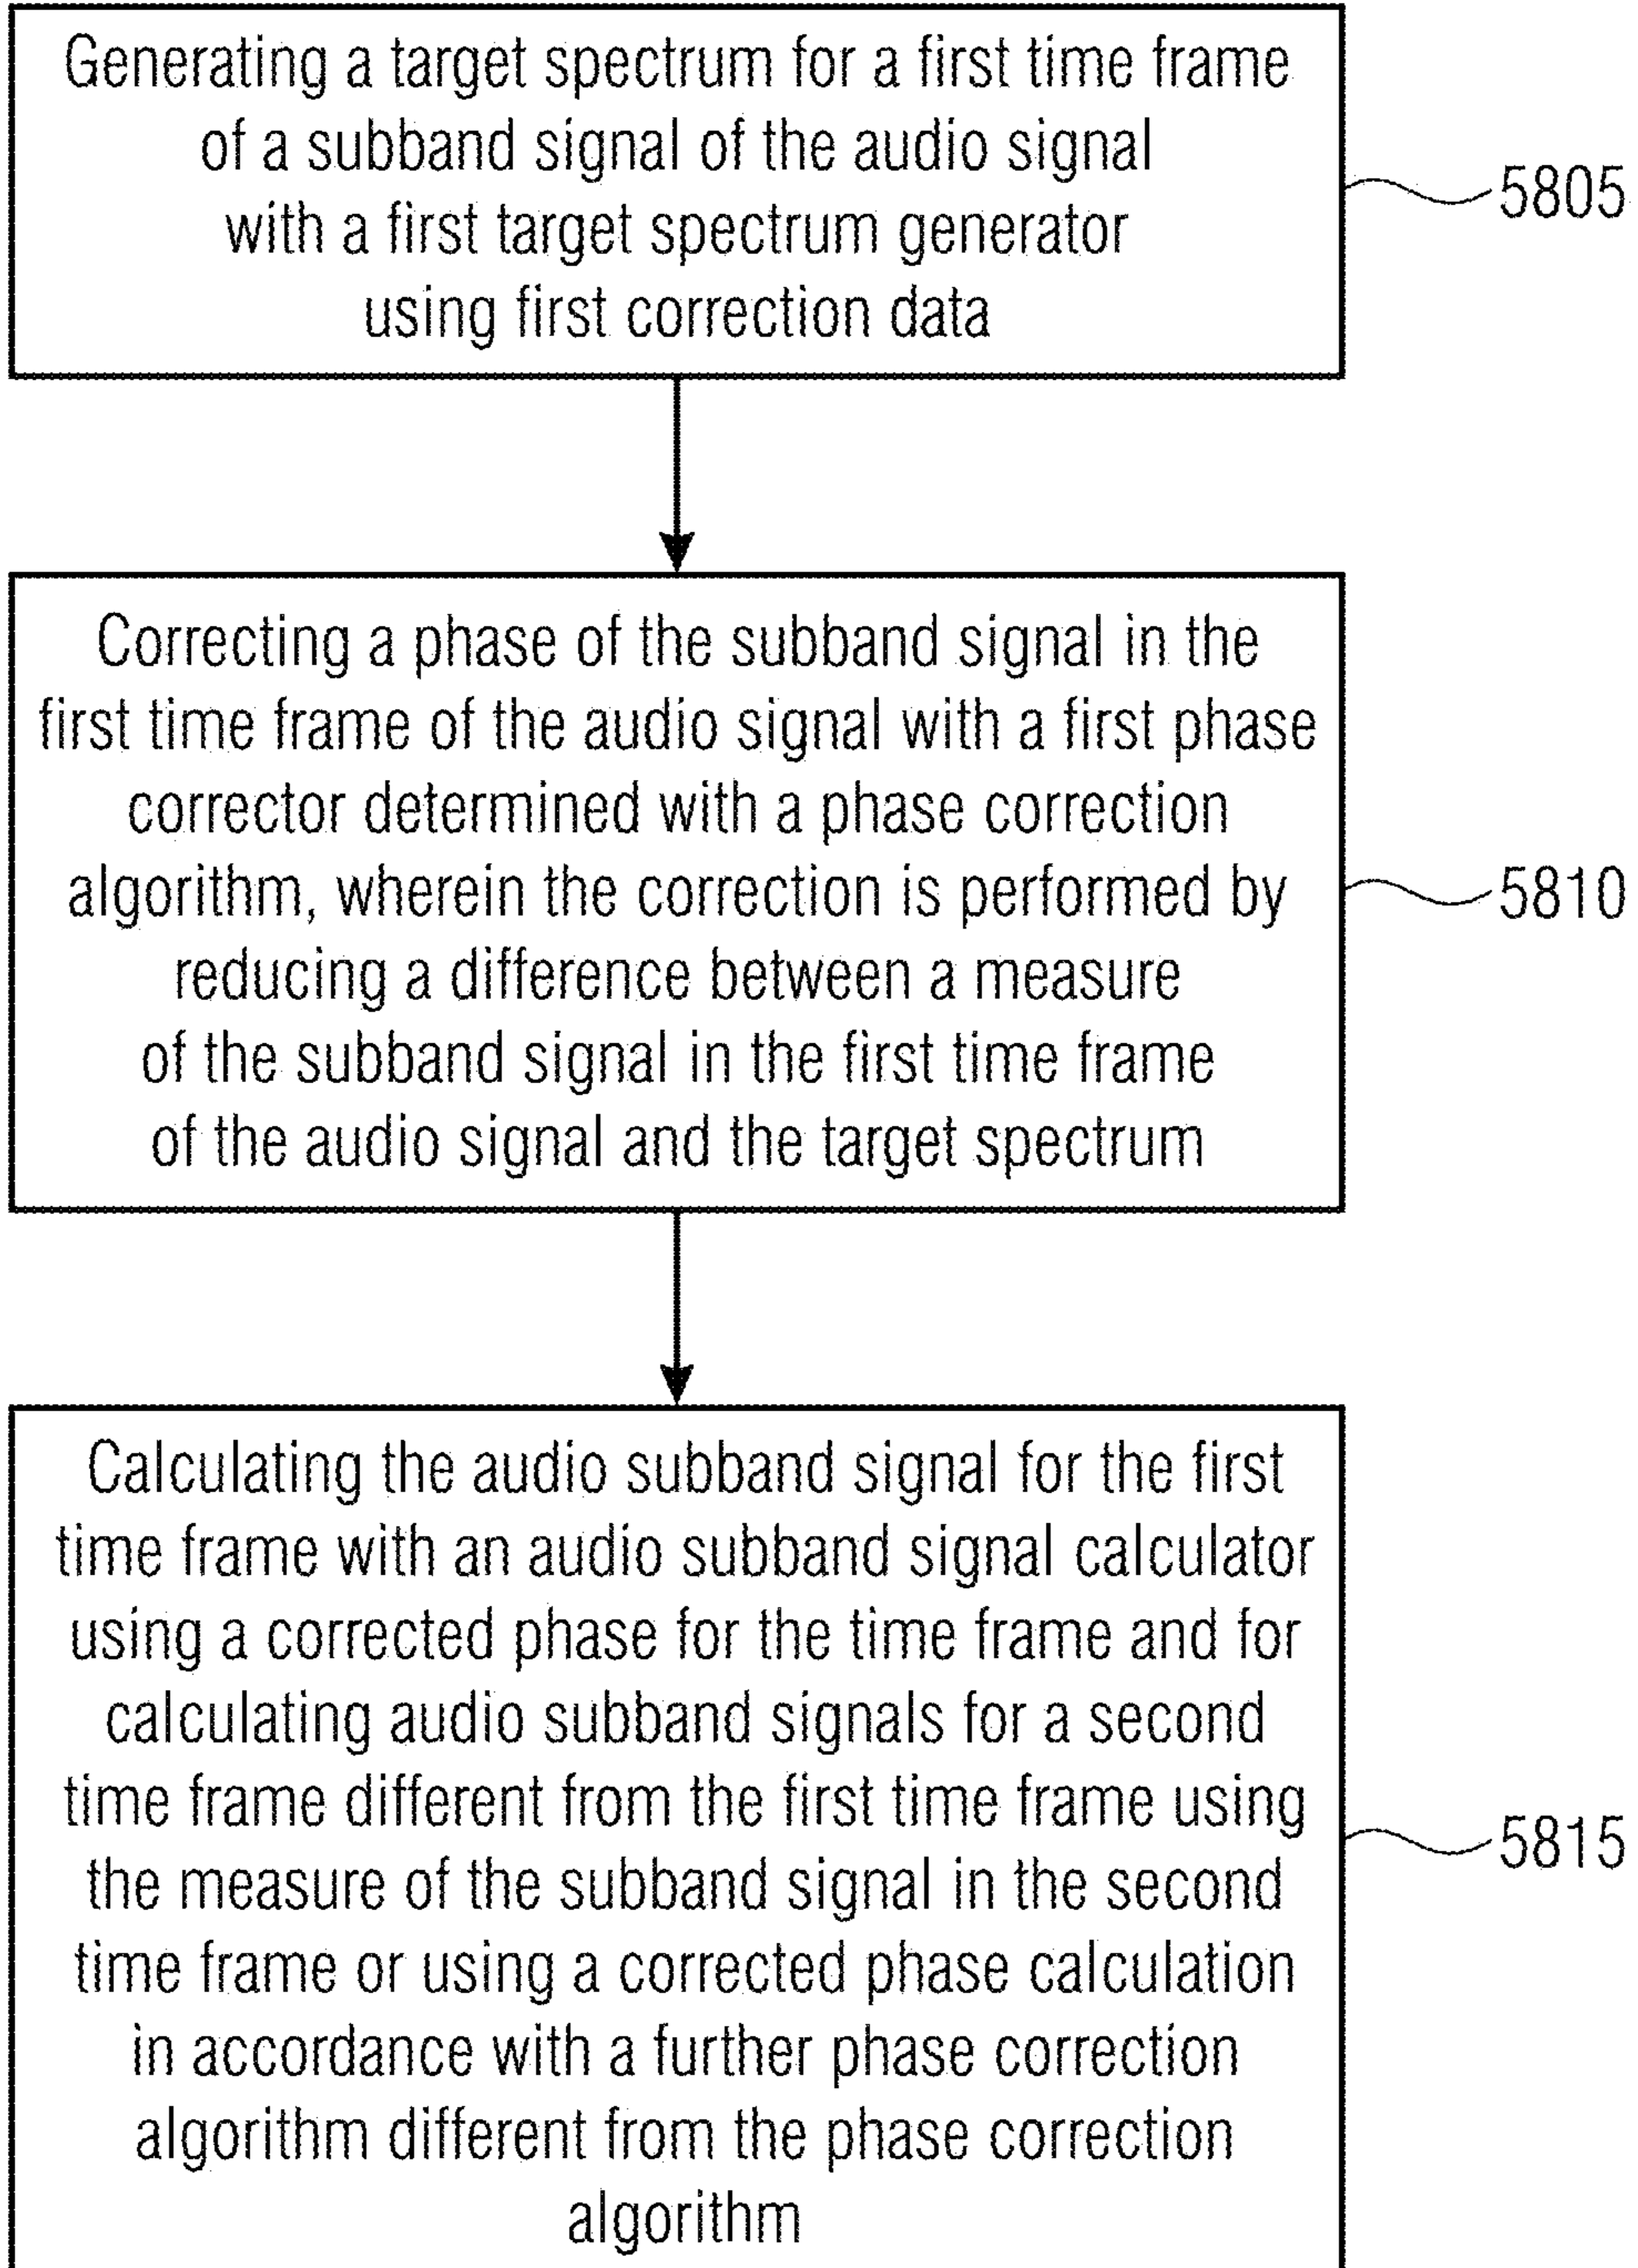 Generating a target spectrum for a first time frame
of a subband signal of the audio signal
with a first target spectrum generator
using first correction data
5805
Correcting a phase of the subband signal in the
first time frame of the audio signal with a first phase
corrector determined with a phase correction
algorithm, wherein the correction is performed by
reducing a difference between a measure
of the subband signal in the first time frame
of the audio signal and the target spectrum
5810
Calculating the audio subband signal for the first
time frame with an audio subband signal calculator
using a corrected phase for the time frame and for
calculating audio subband signals for a second
time frame different from the first time frame using
the measure of the subband signal in the second
time frame or using a corrected phase calculation
in accordance with a further phase correction
algorithm different from the phase correction
algorithm
5815